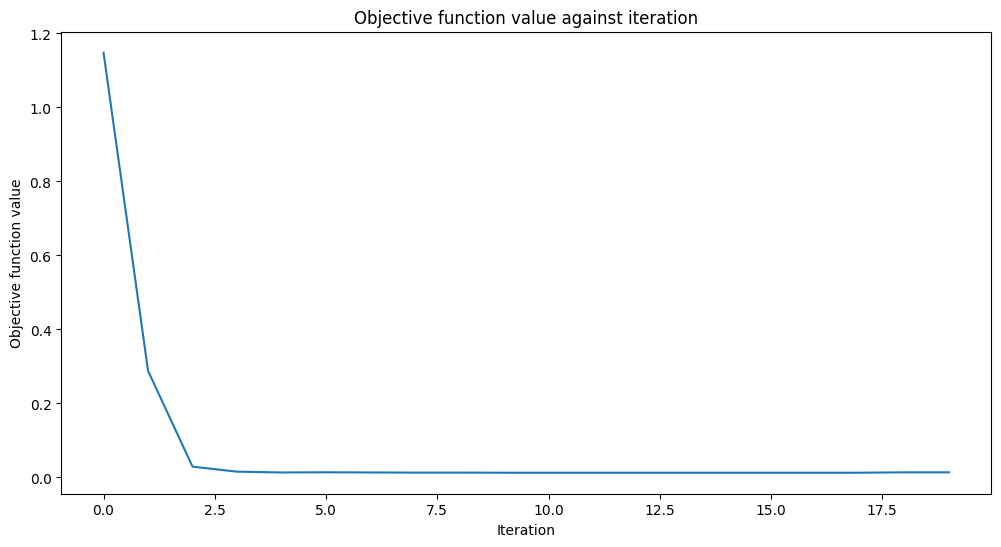 Objective function value against iteration
1.2
1.0
0.8
0.6
0.4
0.2
0.0
Objective function value
0.0 2.5 5.0 7.5 10.0 12.5 15.0 17.5
Iteration